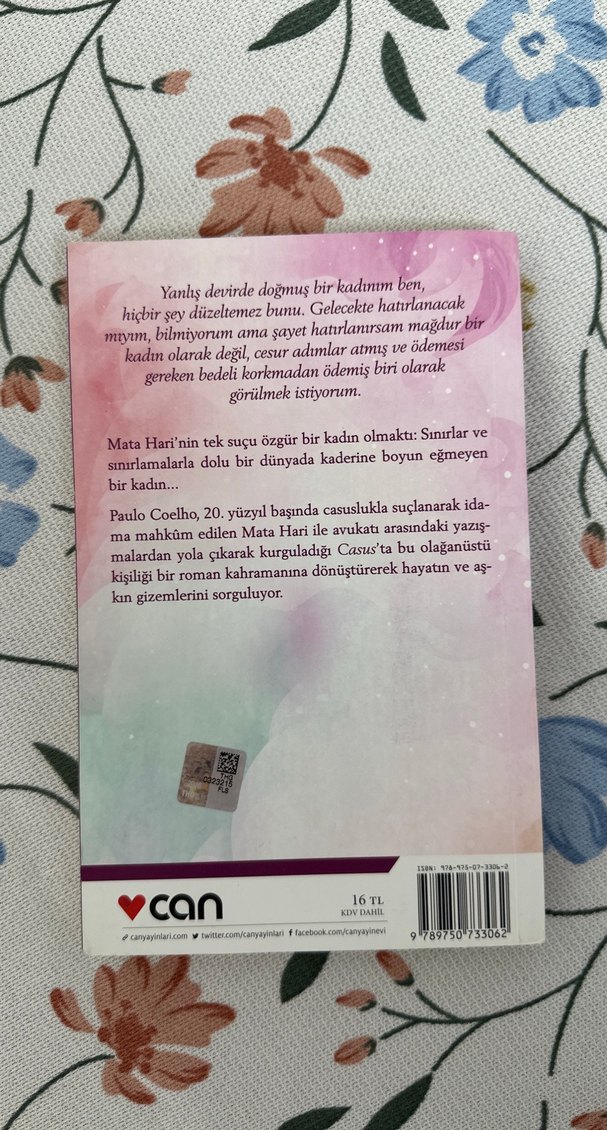 Yanlış devirde doğmuş bir kadınım ben,
hiçbir şey düzeltemez bunu. Gelecekte hatırlanacak
mıyım, bilmiyorum ama şayet hatırlanırsam mağdur bir
kadın olarak değil, cesur adımlar atmış ve ödemesi
gereken bedeli korkmadan ödemiş biri olarak
görülmek istiyorum.
Mata Hari'nin tek suçu özgür bir kadın olmaktı: Sınırlar ve
sınırlamalarla dolu bir dünyada kaderine boyun eğmeyen
bir kadın...
Paulo Coelho, 20. yüzyıl başında casuslukla suçlanarak ida-
ma mahkûm edilen Mata Hari ile avukatı arasındaki yazış-
malardan yola çıkarak kurguladığı Casus'ta bu olağanüstü
kişiliği bir roman kahramanına dönüştürerek hayatın ve aş-
kın gizemlerini sorguluyor.
THG
0323215
FLS
can
16 TL
KDV DAHİL
canyayinlari.com twitter.com/canyayinlari facebook.com/canyayinevi
ISBN: 978-975-07-3306-2
9 789750 733062